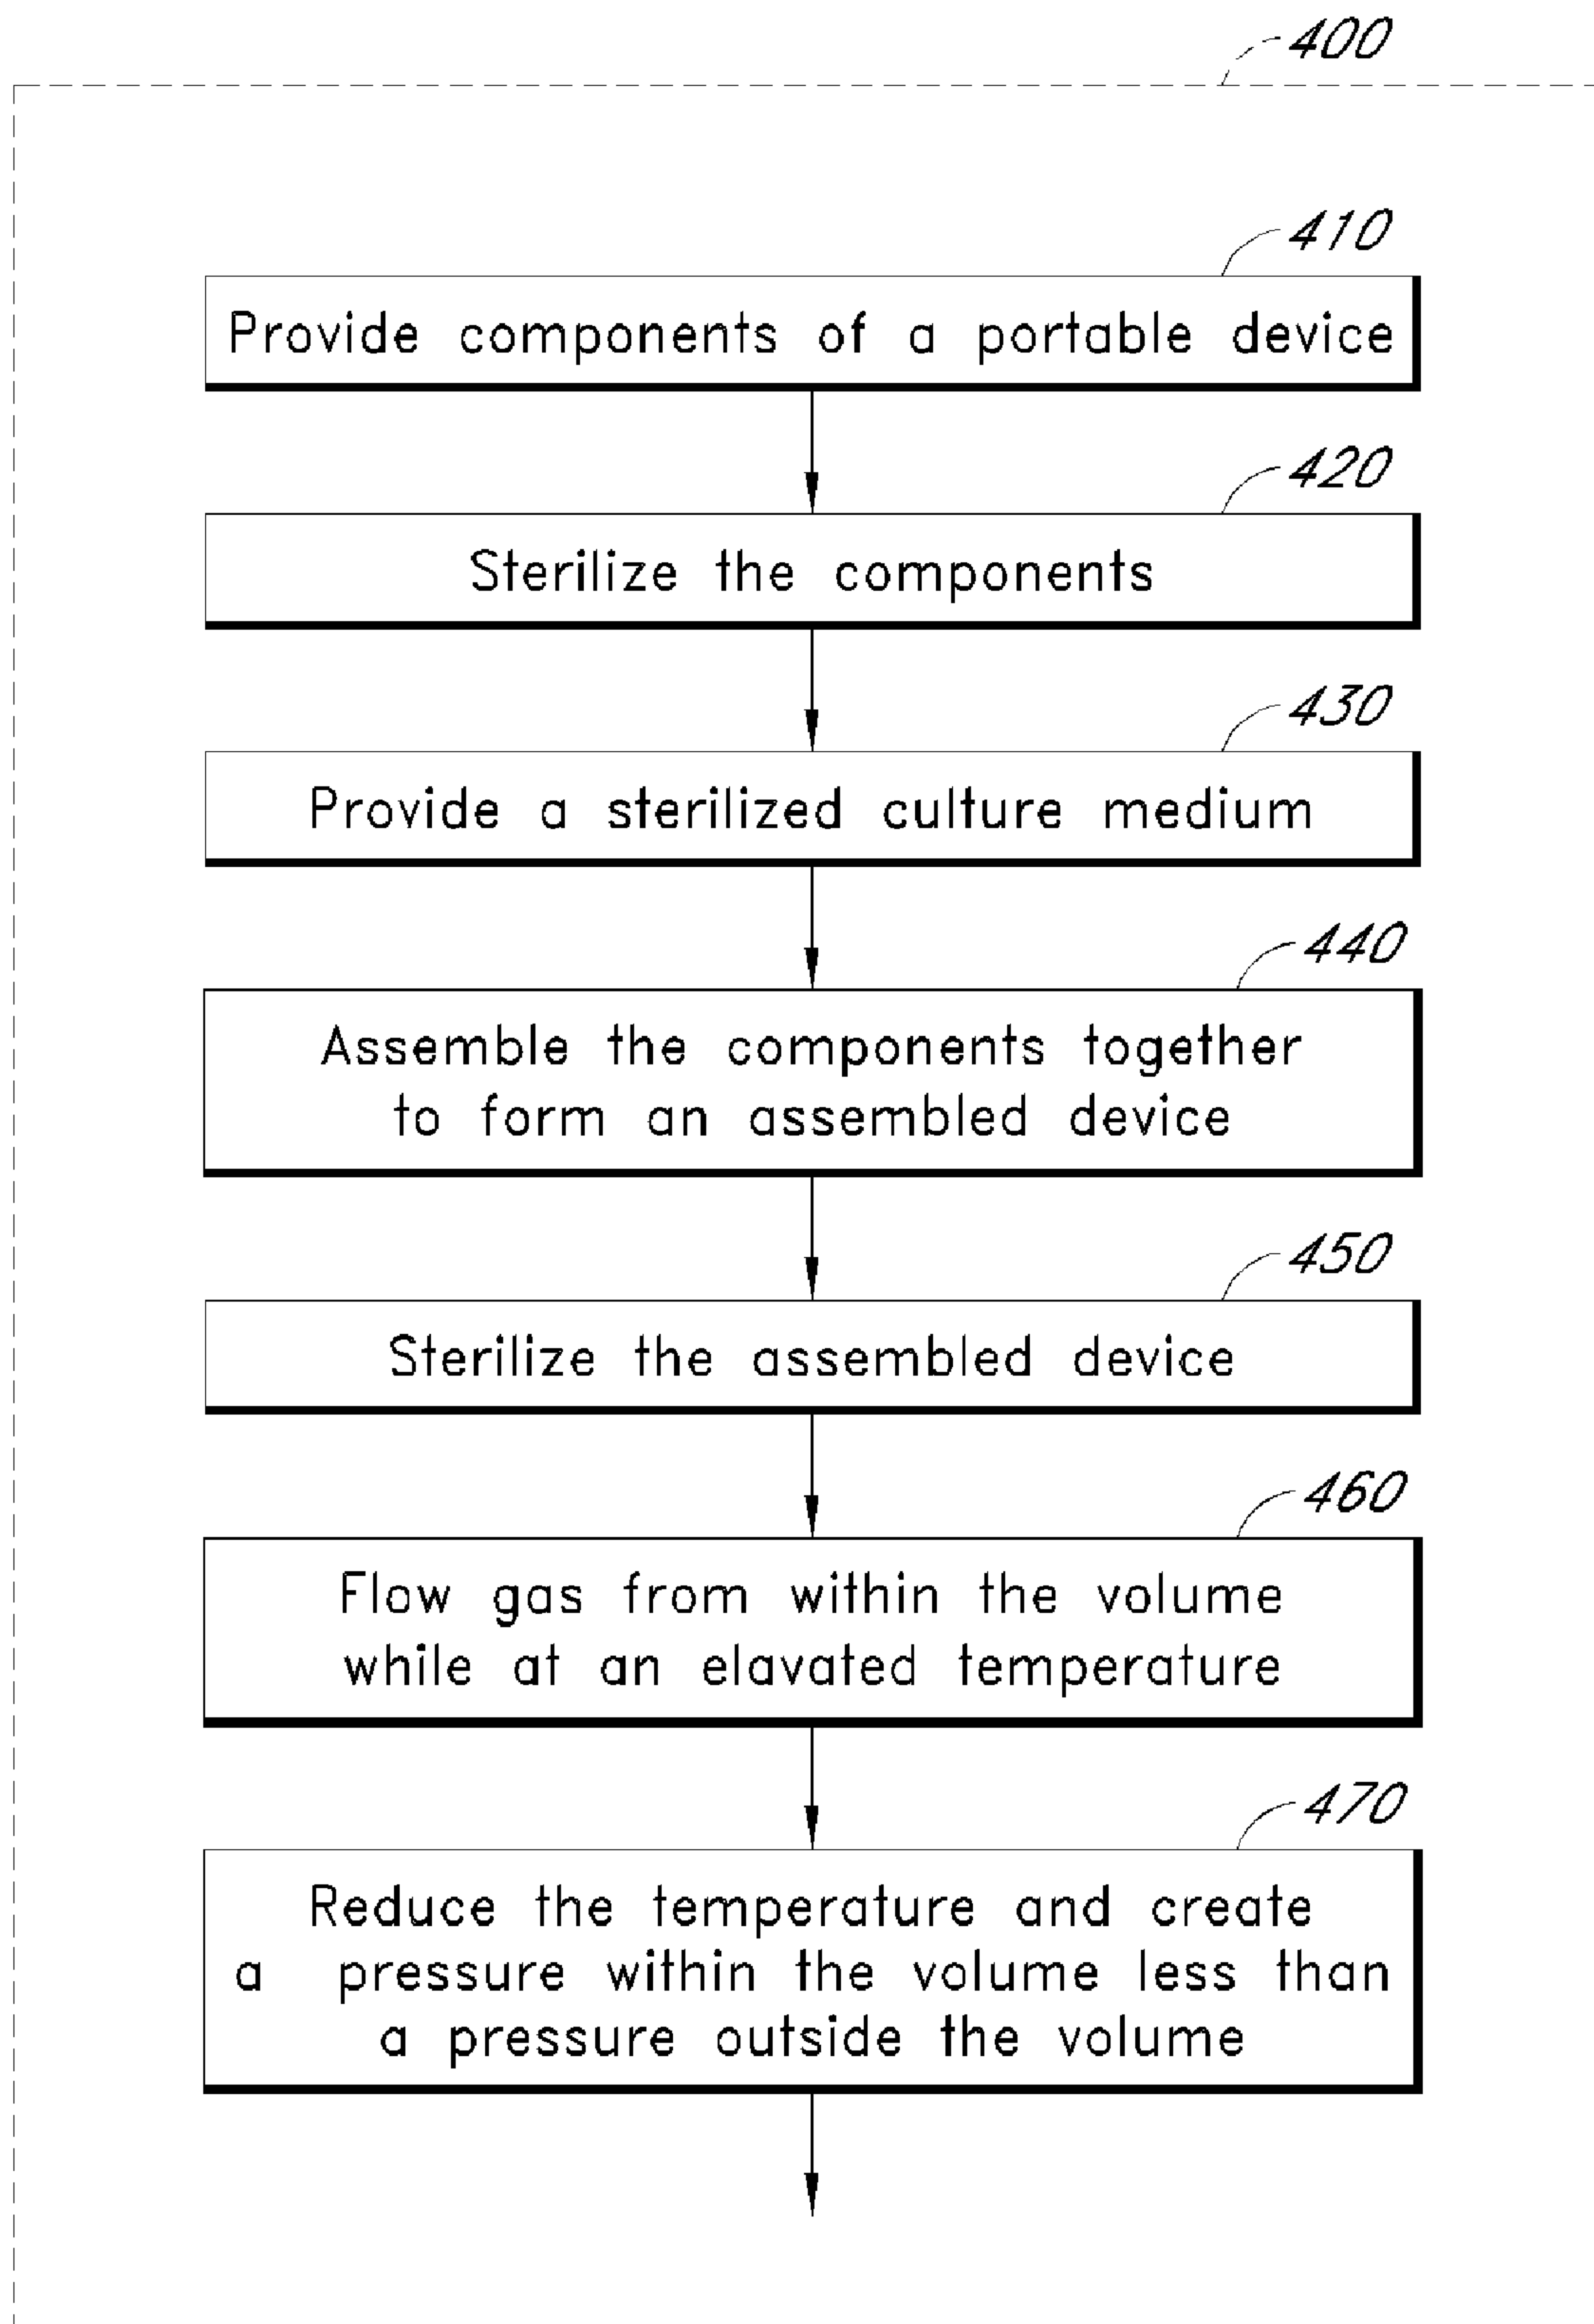 400
410
Provide components of a portable device
420
Sterilize the components
430
Provide a sterilized culture medium
440
Assemble the components together
to form an assembled device
450
Sterilize the assembled device
460
Flow gas from within the volume
while at an elavated temperature
470
Reduce the temperature and create
a pressure within the volume less than
a pressure outside the volume